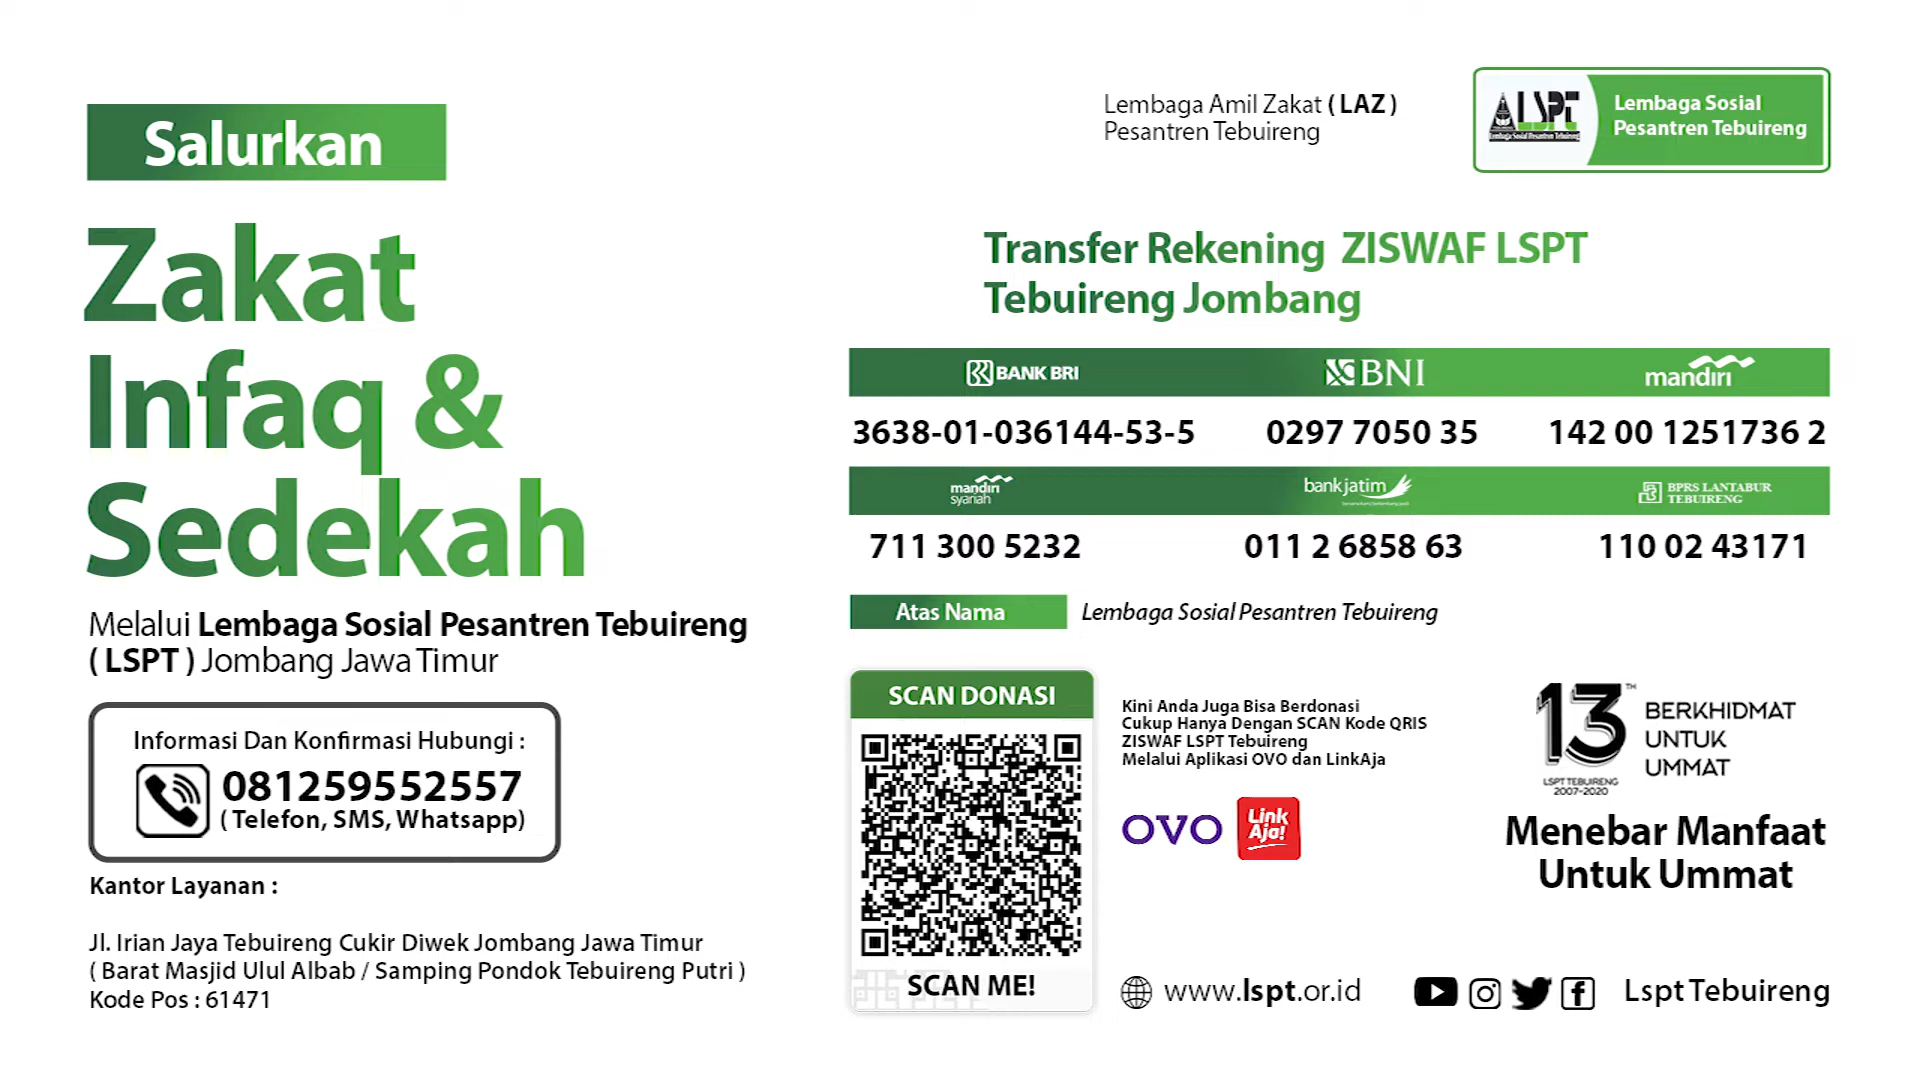 Salurkan
Zakat
Infaq &
Sedekah
Melalui Lembaga Sosial Pesantren Tebuireng
( LSPT ) Jombang Jawa Timur
Informasi Dan Konfirmasi Hubungi :
081259552557
( Telefon, SMS, Whatsapp)
Kantor Layanan :
Jl. Irian Jaya Tebuireng Cukir Diwek Jombang Jawa Timur
( Barat Masjid Ulul Albab / Samping Pondok Tebuireng Putri )
Kode Pos : 61471
Lembaga Amil Zakat ( LAZ )
Pesantren Tebuireng
LSPT
Lembaga Sosial Pesantren Tebuireng
Lembaga Sosial
Pesantren Tebuireng
Transfer Rekening ZISWAF LSPT
Tebuireng Jombang
BANK BRI BNI mandiri
3638-01-036144-53-5 0297 7050 35 142 00 1251736 2
mandiri
syariah
bankjatim
BPRS LANTABUR
TEBUIRENG
711 300 5232 011 2 6858 63 110 02 43171
Atas Nama Lembaga Sosial Pesantren Tebuireng
SCAN DONASI
SCAN ME!
Kini Anda Juga Bisa Berdonasi
Cukup Hanya Dengan SCAN Kode QRIS
ZISWAF LSPT Tebuireng
Melalui Aplikasi OVO dan LinkAja
OVO
Link
Aja!
13TH
LSPT TEBUIRENG
2007-2020
BERKHIDMAT
UNTUK
UMMAT
Menebar Manfaat
Untuk Ummat
www.lspt.or.id
Lspt Tebuireng